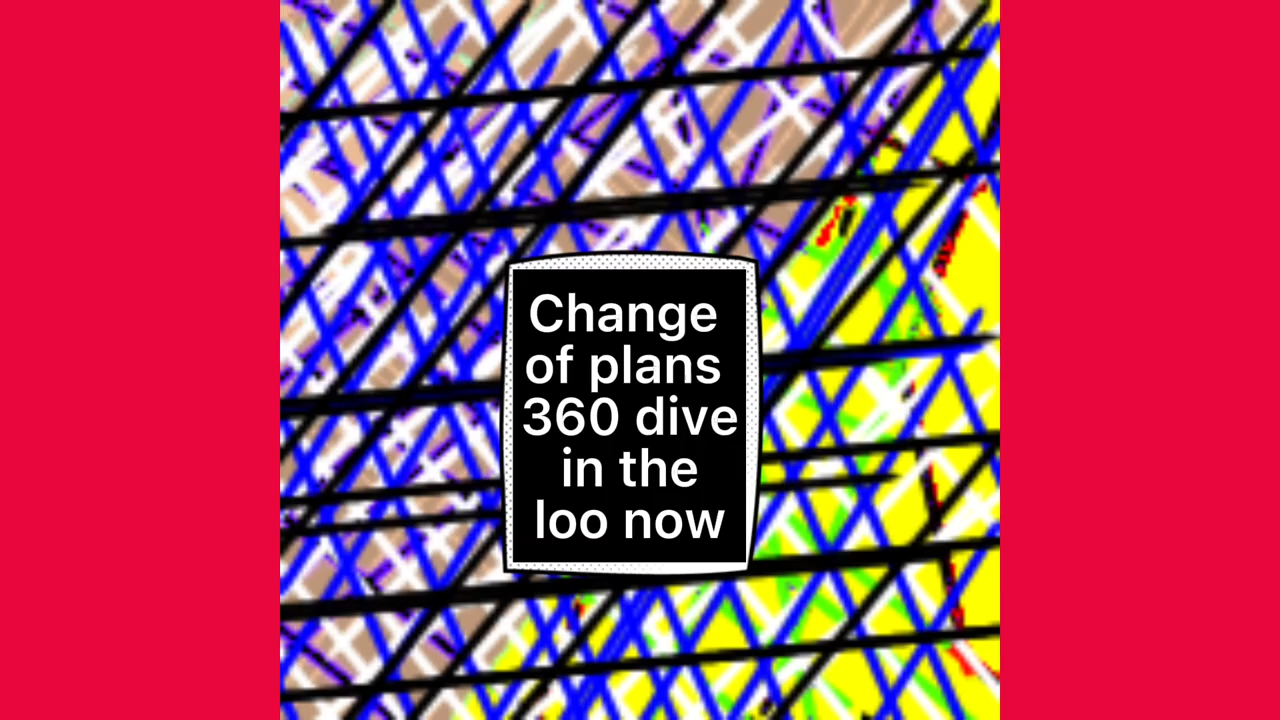 Change
of plans
360 dive
in the
loo now